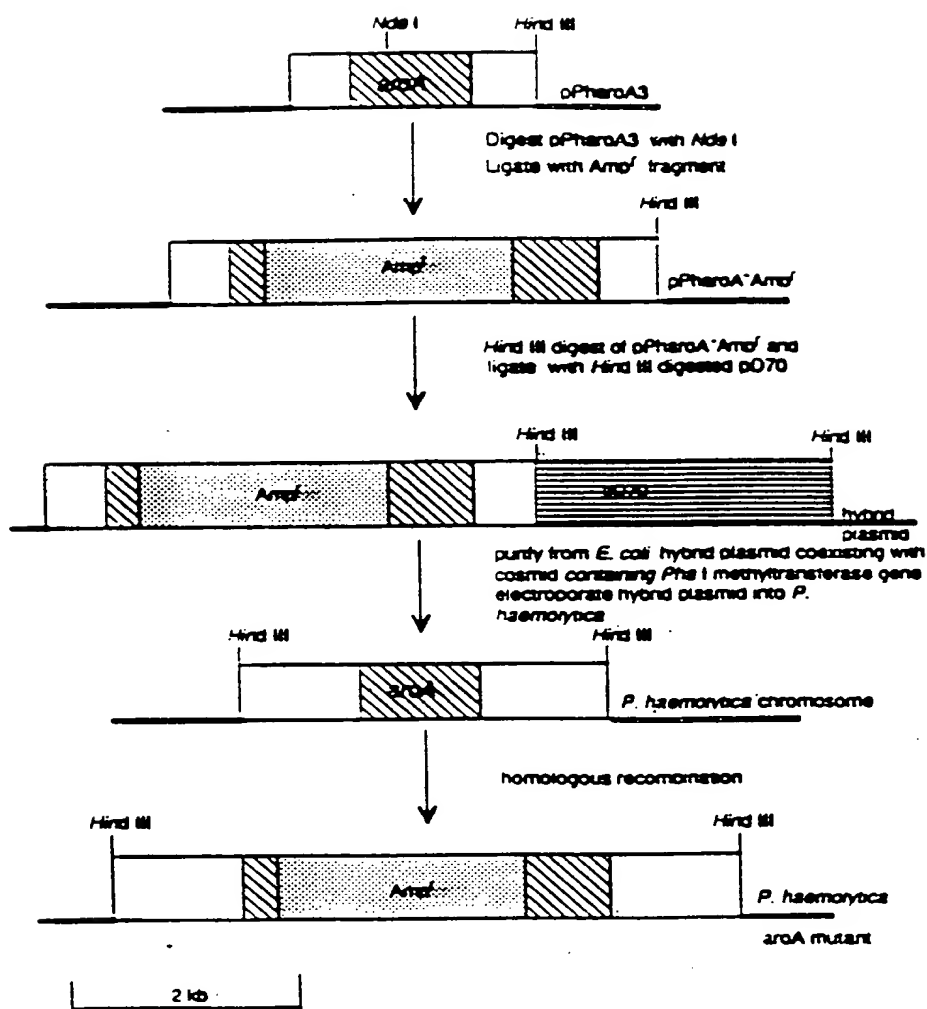 Nde I
Hind III
aroA
pPharoA3
Digest pPharoA3 with Nde I
Ligate with Ampʳ fragment
Hind III
Ampʳ
pPharoA⁻Ampʳ
Hind III digest of pPharoA⁻Ampʳ and
ligate with Hind III digested pD70
Hind III
Hind III
Ampʳ
pD70
hybrid
plasmid
purify from E. coli hybrid plasmid coexisting with
cosmid containing Pha I methyltransferase gene
electroporate hybrid plasmid into P.
haemolytica
Hind III
Hind III
aroA
P. haemolytica chromosome
homologous recombination
Hind III
Hind III
Ampʳ
P. haemolytica
aroA mutant
2 kb